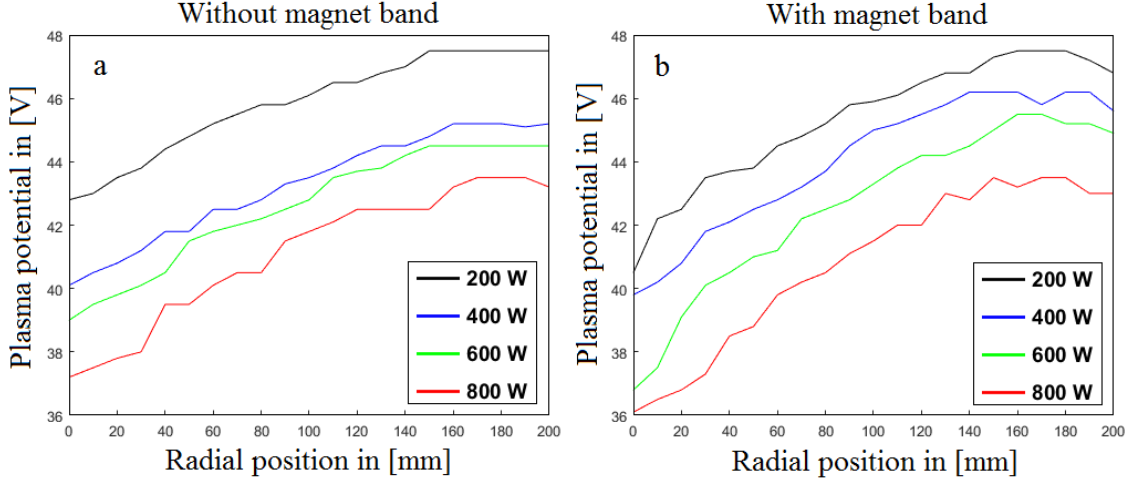 Without magnet band
a
Plasma potential in [V]
48
46
44
42
40
38
36
0 20 40 60 80 100 120 140 160 180 200
Radial position in [mm]
200 W
400 W
600 W
800 W
With magnet band
b
Plasma potential in [V]
48
46
44
42
40
38
36
0 20 40 60 80 100 120 140 160 180 200
Radial position in [mm]
200 W
400 W
600 W
800 W